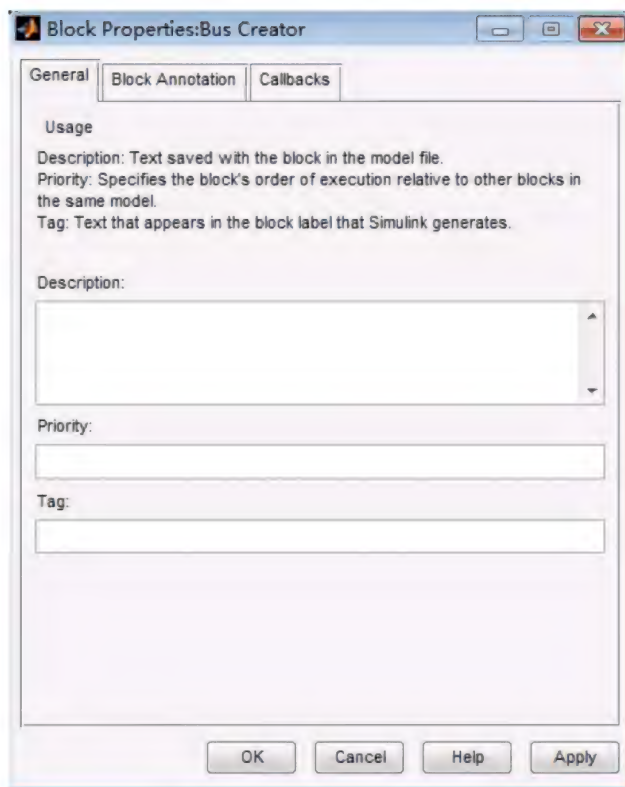 Block Properties:Bus Creator
General Block Annotation Callbacks
Usage
Description: Text saved with the block in the model file.
Priority: Specifies the block's order of execution relative to other blocks in
the same model.
Tag: Text that appears in the block label that Simulink generates.
Description:
Priority:
Tag:
OK Cancel Help Apply